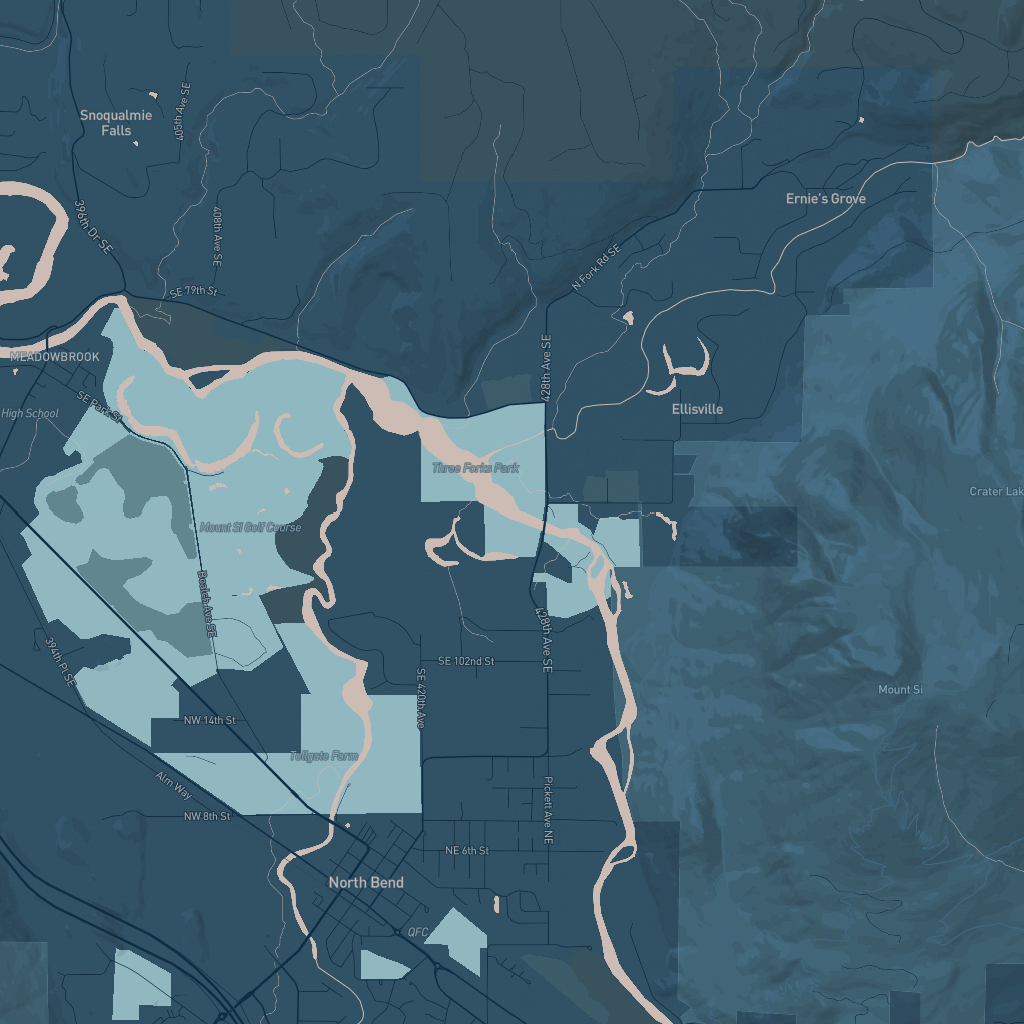 Snoqualmie
Falls
405th Ave SE
396th Dr SE
408th Ave SE
Ernie's Grove
N Fork Rd SE
SE 79th St
MEADOWBROOK
428th Ave SE
SE Park St
High School
Ellisville
Three Forks Park
Crater Lak
Mount Si Golf Course
Boalch Ave SE
428th Ave SE
394th Pl SE
SE 102nd St
SE 420th Ave
Mount Si
NW 14th St
Tollgate Farm
Alm Way
Pickett Ave NE
NW 8th St
NE 6th St
North Bend
QFC